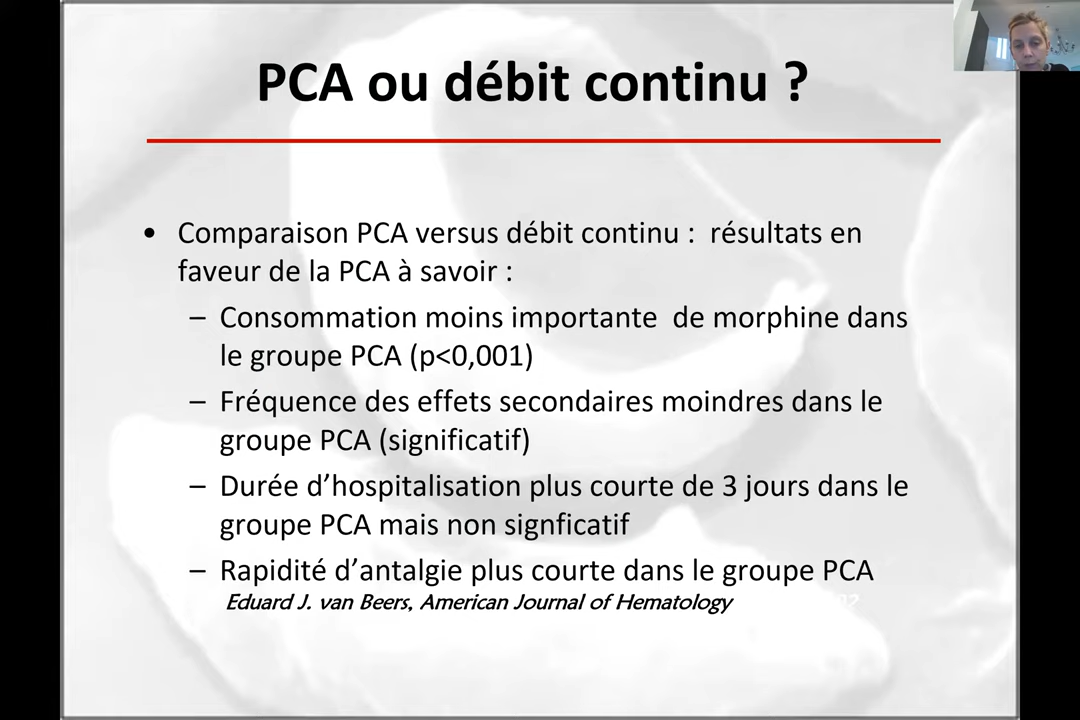 PCA ou débit continu ?
• Comparaison PCA versus débit continu : résultats en
faveur de la PCA à savoir :
– Consommation moins importante de morphine dans
le groupe PCA (p<0,001)
– Fréquence des effets secondaires moindres dans le
groupe PCA (significatif)
– Durée d’hospitalisation plus courte de 3 jours dans le
groupe PCA mais non signficatif
– Rapidité d’antalgie plus courte dans le groupe PCA
Eduard J. van Beers, American Journal of Hematology